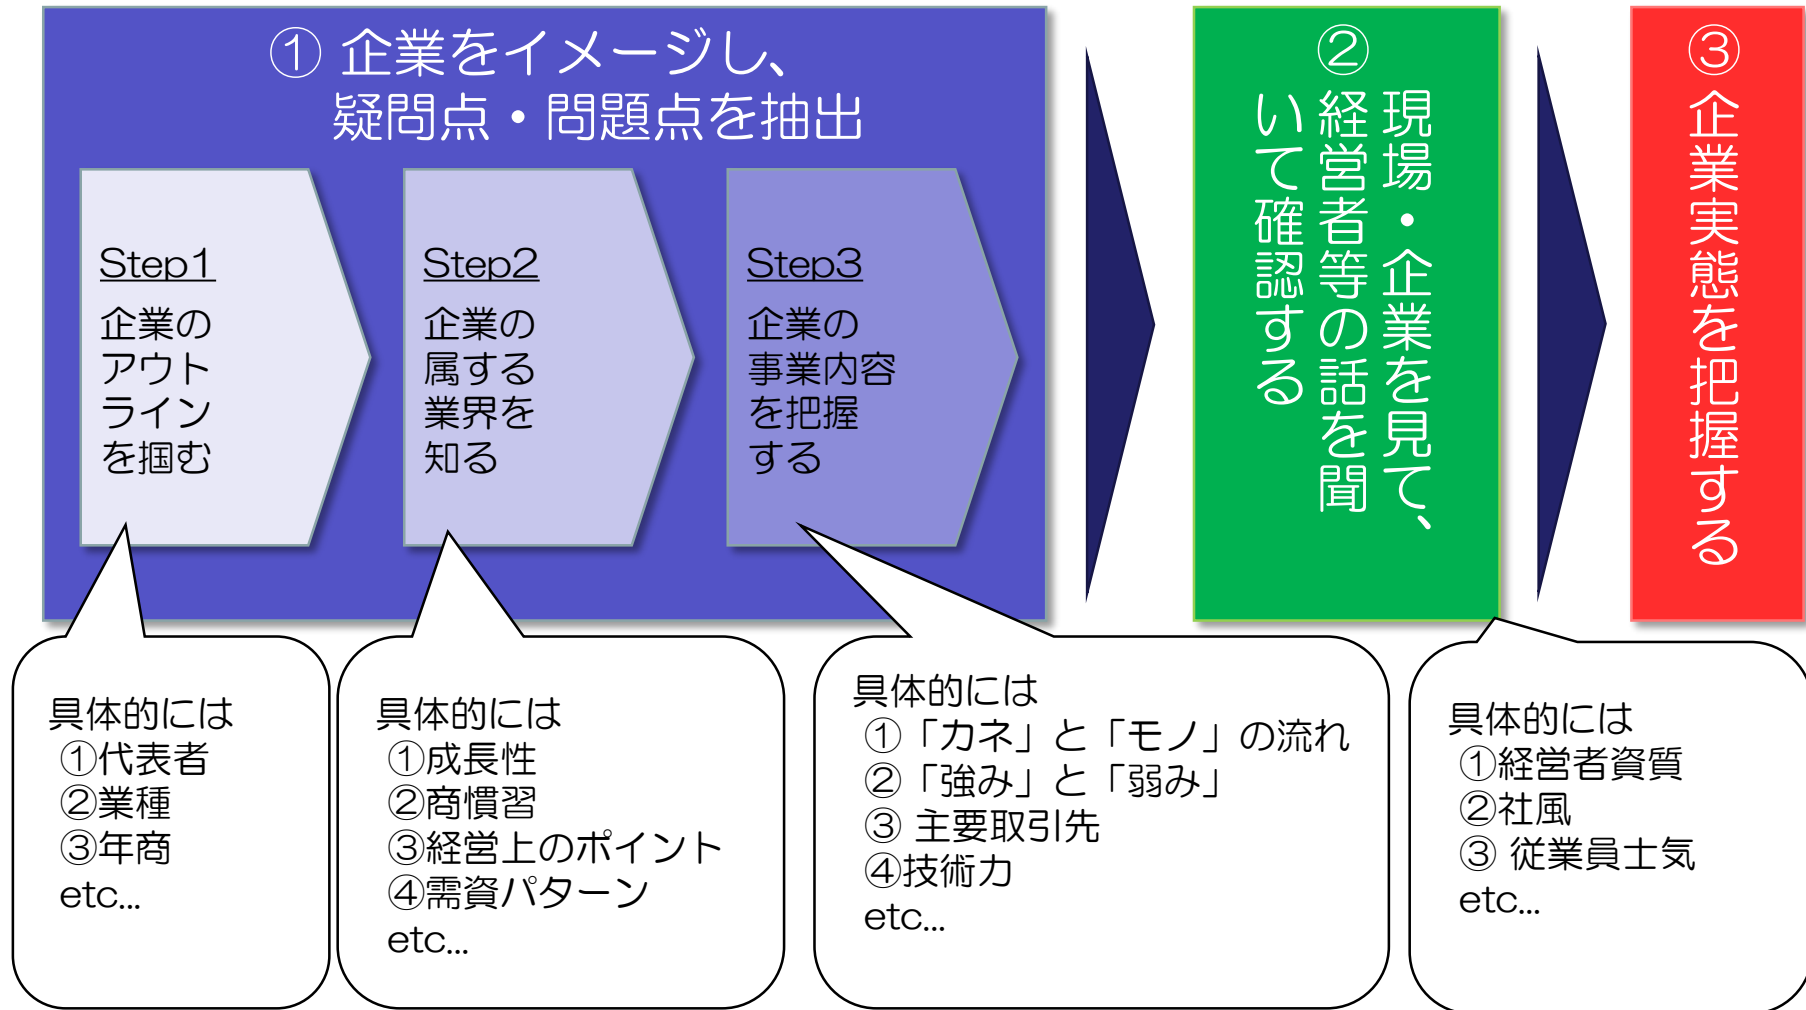 ① 企業をイメージし、
疑問点・問題点を抽出
Step1
企業の
アウト
ライン
を掴む
Step2
企業の
属する
業界を
知る
Step3
企業の
事業内容
を把握
する
②
現場・企業を見て、
経営者等の話を聞
いて確認する
③企業実態を把握する
具体的には
①代表者
②業種
③年商
etc...
具体的には
①成長性
②商慣習
③経営上のポイント
④需資パターン
etc...
具体的には
①「カネ」と「モノ」の流れ
②「強み」と「弱み」
③ 主要取引先
④技術力
etc...
具体的には
①経営者資質
②社風
③ 従業員士気
etc...